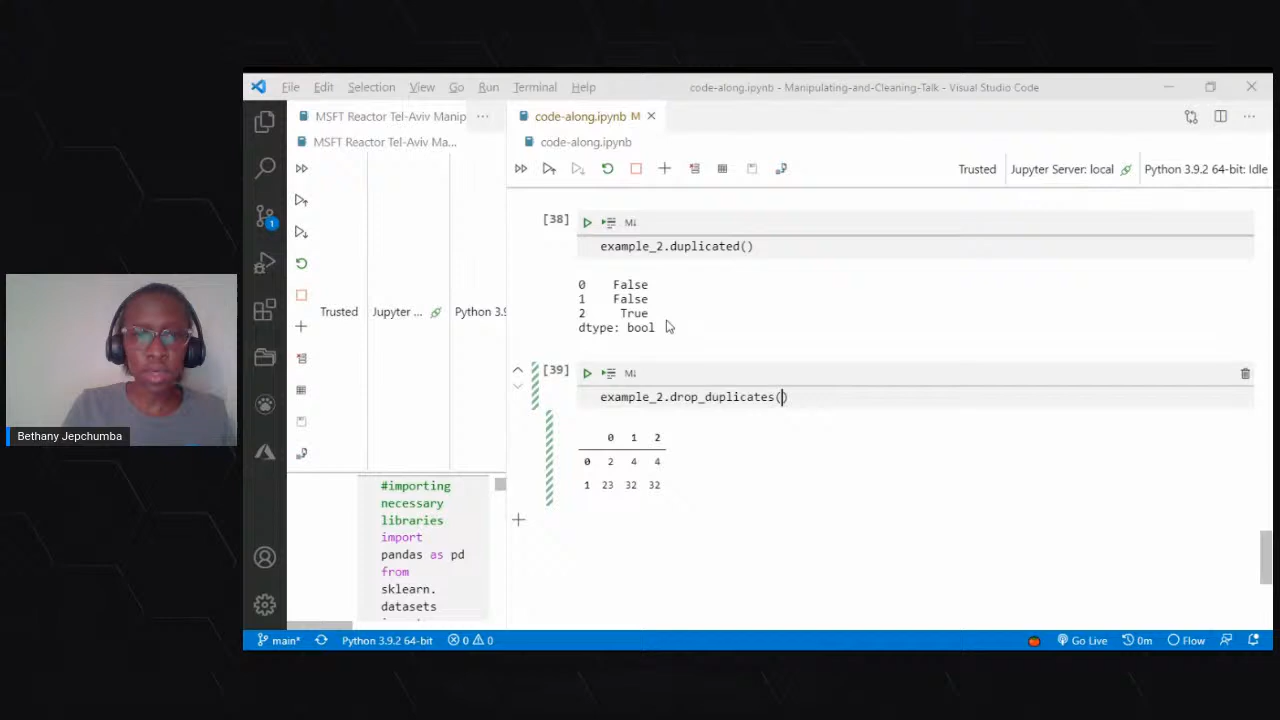 File Edit Selection View Go Run Terminal Help
code-along.ipynb - Manipulating-and-Cleaning-Talk - Visual Studio Code
MSFT Reactor Tel-Aviv Manip ···
code-along.ipynb M
MSFT Reactor Tel-Aviv Ma...
code-along.ipynb
Trusted
Jupyter Server: local
Python 3.9.2 64-bit: Idle
1
[38]
M↓
example_2.duplicated()
0 False
1 False
2 True
dtype: bool
Trusted
Jupyter ...
Python 3.9
[39]
M↓
example_2.drop_duplicates()
0 1 2
0 2 4 4
1 23 32 32
Bethany Jepchumba
#importing
necessary
libraries
import
pandas as pd
from
sklearn.
datasets
main*
Python 3.9.2 64-bit
0 0
Go Live
0m
Flow